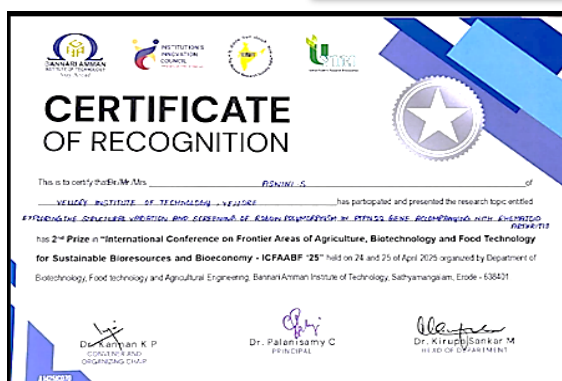 BANNARI AMMAN
INSTITUTE OF TECHNOLOGY
INSTITUTION'S
INNOVATION
COUNCIL
CERTIFICATE
OF RECOGNITION
This is to certify that Dr./Mr./Mrs. ASWINI S of
VELLORE INSTITUTE OF TECHNOLOGY - VELLORE has participated and presented the research topic entitled
EXPLORING THE STRUCTURAL VARIATION AND SCREENING OF POLYMORPHISM IN PTPN22 GENE ACCOMPANYING WITH RHEUMATOID
ARTHRITIS
has 2nd Prize in "International Conference on Frontier Areas of Agriculture, Biotechnology and Food Technology
for Sustainable Bioresources and Bioeconomy - ICFAABF '25" held on 24 and 25 of April 2025 organized by Department of
Biotechnology, Food technology and Agricultural Engineering, Bannari Amman Institute of Technology, Sathyamangalam, Erode - 638401
Dr. Kannan K P
CONVENER AND
ORGANIZING CHAIR
Dr. Palanisamy C
PRINCIPAL
Dr. Kirupa Sankar M
HEAD OF DEPARTMENT